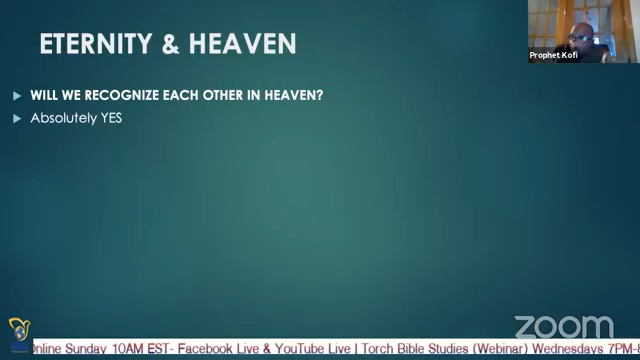 ETERNITY & HEAVEN
Prophet Kofi
WILL WE RECOGNIZE EACH OTHER IN HEAVEN?
Absolutely YES
zoom
Online Sunday 10AM EST- Facebook Live & YouTube Live | Torch Bible Studies (Webinar) Wednesdays 7PM-